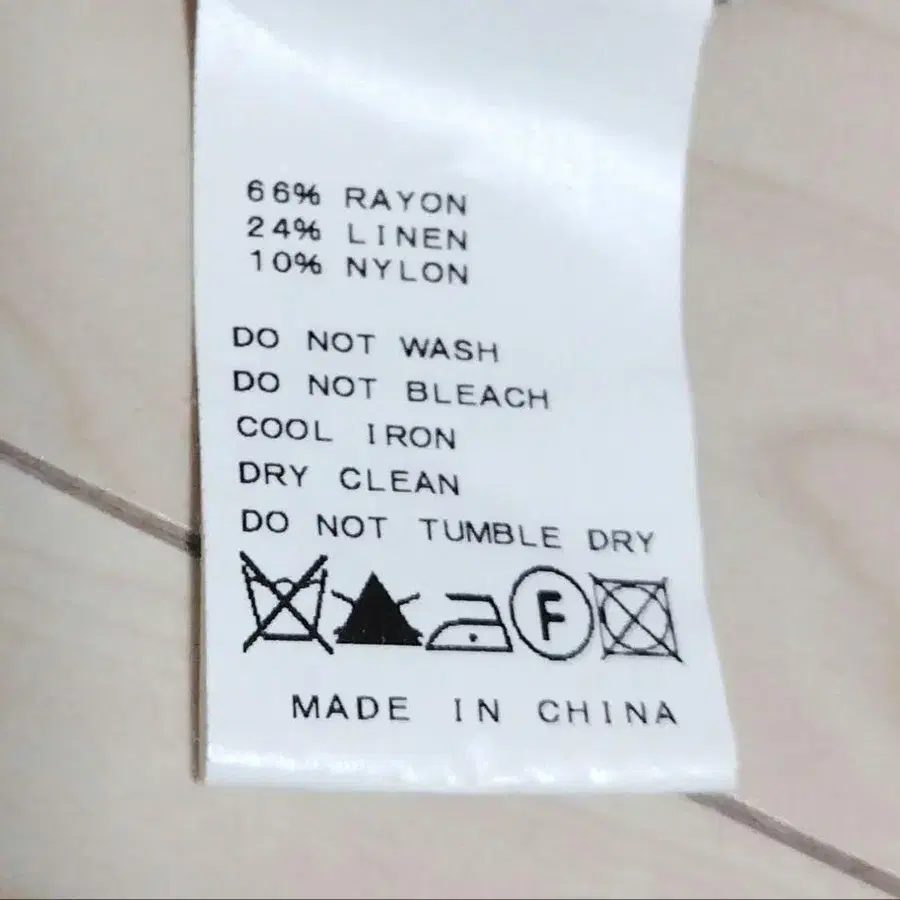 66% RAYON
24% LINEN
10% NYLON
DO NOT WASH
DO NOT BLEACH
COOL IRON
DRY CLEAN
DO NOT TUMBLE DRY
F
MADE IN CHINA